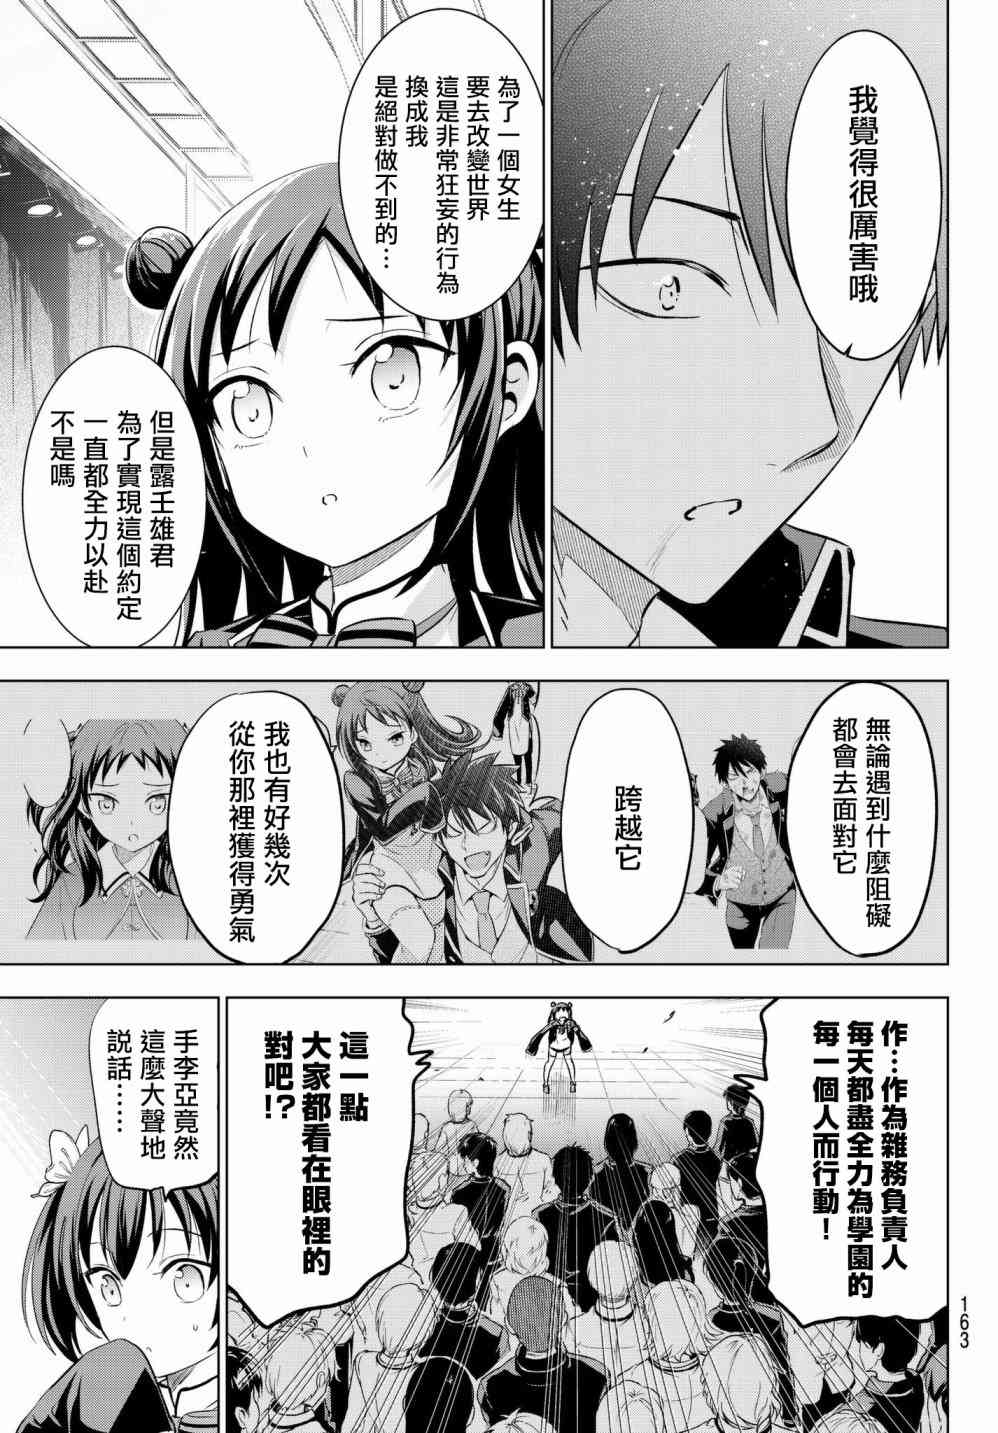 我覺得很厲害哦
為了一個女生
要去改變世界
這是非常狂妄的行為
換成我
是絕對做不到的…
但是露壬雄君
為了實現這個約定
一直都全力以赴
不是嗎
無論遇到什麼阻礙
都會去面對它
跨越它
我也有好幾次
從你那裡獲得勇氣
作…作為雜務負責人
每天都盡全力為學園的
每一個人而行動！
這一點
大家都看在眼裡的
對吧!?
手李亞竟然
這麼大聲地
說話……
163